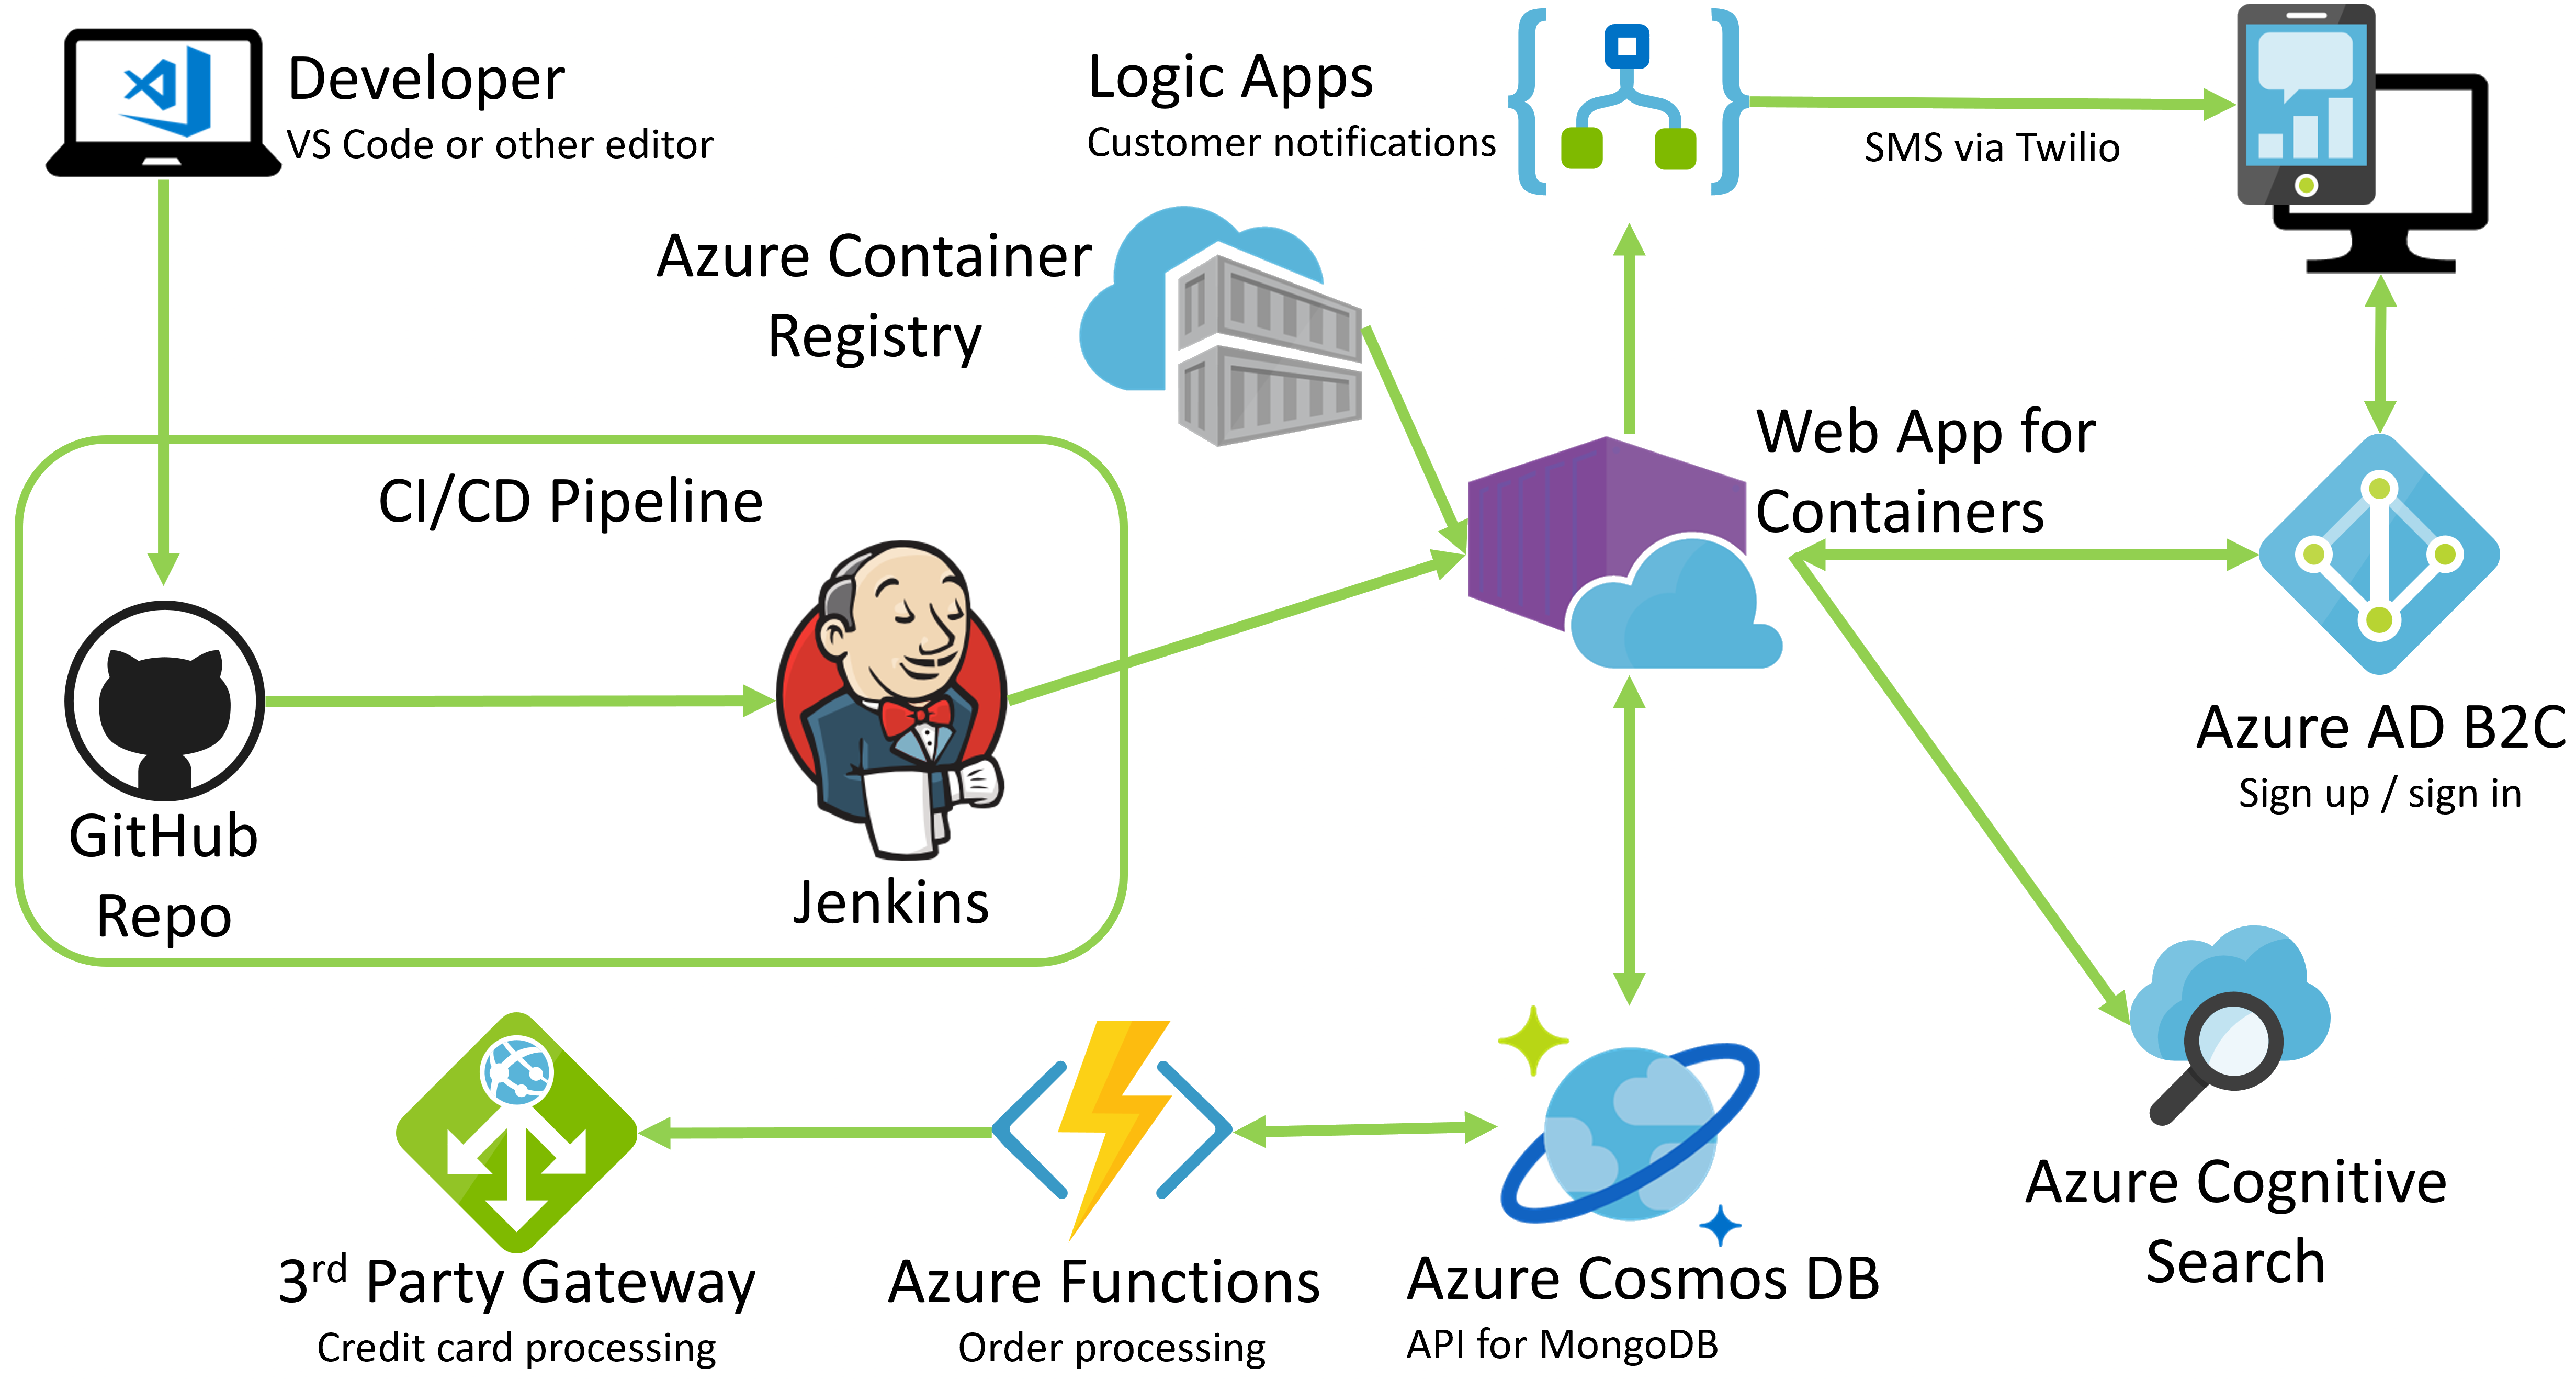 Developer
VS Code or other editor
Logic Apps
Customer notifications
SMS via Twilio
Azure Container
Registry
Web App for
Containers
CI/CD Pipeline
GitHub
Repo
Jenkins
Azure AD B2C
Sign up / sign in
3rd Party Gateway
Credit card processing
Azure Functions
Order processing
Azure Cosmos DB
API for MongoDB
Azure Cognitive
Search